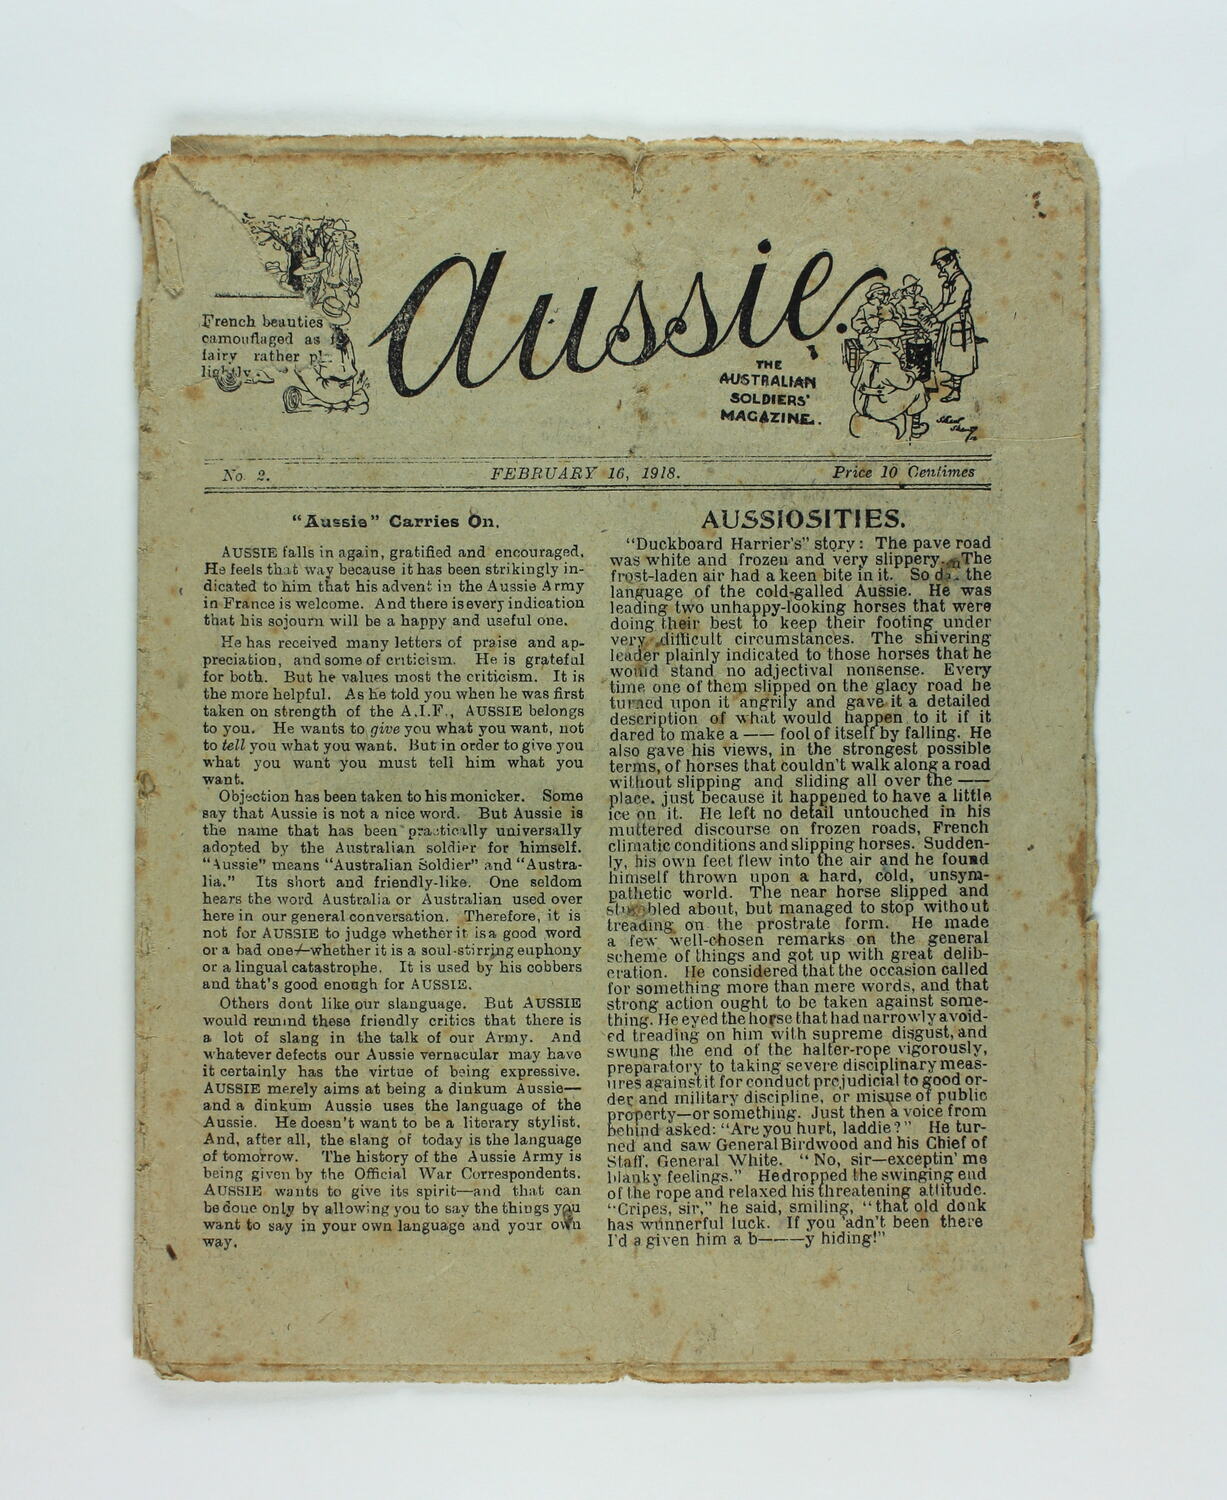 Aussie.
THE
AUSTRALIAN
SOLDIERS'
MAGAZINE.
French beauties
camouflaged as
fairy rather
lightly.
No. 2.
FEBRUARY 16, 1918.
Price 10 Centimes
"Aussie" Carries On.
AUSSIE falls in again, gratified and encouraged.
He feels that way because it has been strikingly in-
dicated to him that his advent in the Aussie Army
in France is welcome. And there is every indication
that his sojourn will be a happy and useful one.
He has received many letters of praise and ap-
preciation, and some of criticism. He is grateful
for both. But he values most the criticism. It is
the more helpful. As he told you when he was first
taken on strength of the A.I.F., AUSSIE belongs
to you. He wants to give you what you want, not
to tell you what you want. But in order to give you
what you want you must tell him what you
want.
Objection has been taken to his monicker. Some
say that Aussie is not a nice word. But Aussie is
the name that has been practically universally
adopted by the Australian soldier for himself.
"Aussie" means "Australian Soldier" and "Austra-
lia." Its short and friendly-like. One seldom
hears the word Australia or Australian used over
here in our general conversation. Therefore, it is
not for AUSSIE to judge whether it is a good word
or a bad one—whether it is a soul-stirring euphony
or a lingual catastrophe. It is used by his cobbers
and that's good enough for AUSSIE.
Others dont like our slanguage. But AUSSIE
would remind these friendly critics that there is
a lot of slang in the talk of our Army. And
whatever defects our Aussie vernacular may have
it certainly has the virtue of being expressive.
AUSSIE merely aims at being a dinkum Aussie—
and a dinkum Aussie uses the language of the
Aussie. He doesn't want to be a literary stylist.
And, after all, the slang of today is the language
of tomorrow. The history of the Aussie Army is
being given by the Official War Correspondents.
AUSSIE wants to give its spirit—and that can
be done only by allowing you to say the things you
want to say in your own language and your own
way.
AUSSIOSITIES.
"Duckboard Harrier's" story: The pave road
was white and frozen and very slippery. The
frost-laden air had a keen bite in it. So did the
language of the cold-galled Aussie. He was
leading two unhappy-looking horses that were
doing their best to keep their footing under
very difficult circumstances. The shivering
leader plainly indicated to those horses that he
would stand no adjectival nonsense. Every
time one of them slipped on the glacy road he
turned upon it angrily and gave it a detailed
description of what would happen to it if it
dared to make a —— fool of itself by falling. He
also gave his views, in the strongest possible
terms, of horses that couldn't walk along a road
without slipping and sliding all over the ——
place. just because it happened to have a little
ice on it. He left no detail untouched in his
muttered discourse on frozen roads, French
climatic conditions and slipping horses. Sudden-
ly, his own feet flew into the air and he found
himself thrown upon a hard, cold, unsym-
pathetic world. The near horse slipped and
stumbled about, but managed to stop without
treading on the prostrate form. He made
a few well-chosen remarks on the general
scheme of things and got up with great delib-
eration. He considered that the occasion called
for something more than mere words, and that
strong action ought to be taken against some-
thing. He eyed the horse that had narrowly avoid-
ed treading on him with supreme disgust, and
swung the end of the halter-rope vigorously,
preparatory to taking severe disciplinary meas-
ures against it for conduct prejudicial to good or-
der and military discipline, or misuse of public
property—or something. Just then a voice from
behind asked: "Are you hurt, laddie?" He tur-
ned and saw General Birdwood and his Chief of
Staff, General White. "No, sir—exceptin' me
blanky feelings." He dropped the swinging end
of the rope and relaxed his threatening attitude.
"Cripes, sir," he said, smiling, "that old donk
has wunnerful luck. If you 'adn't been there
I'd a given him a b———y hiding!"